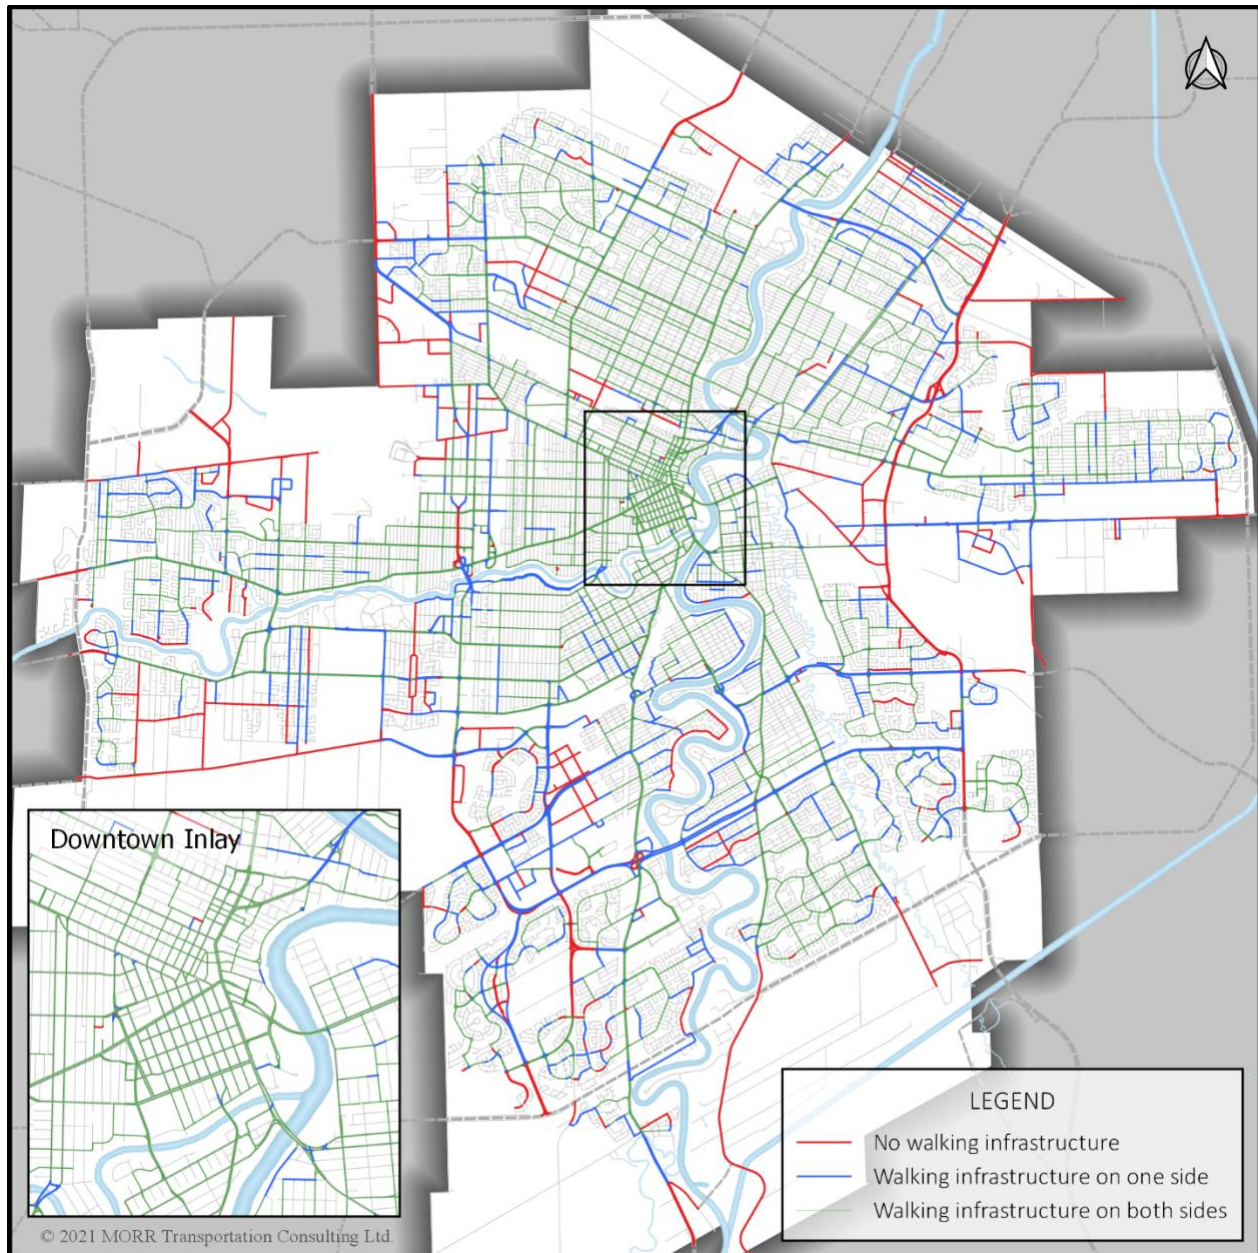 Downtown Inlay
© 2021 MORR Transportation Consulting Ltd.
LEGEND
No walking infrastructure
Walking infrastructure on one side
Walking infrastructure on both sides